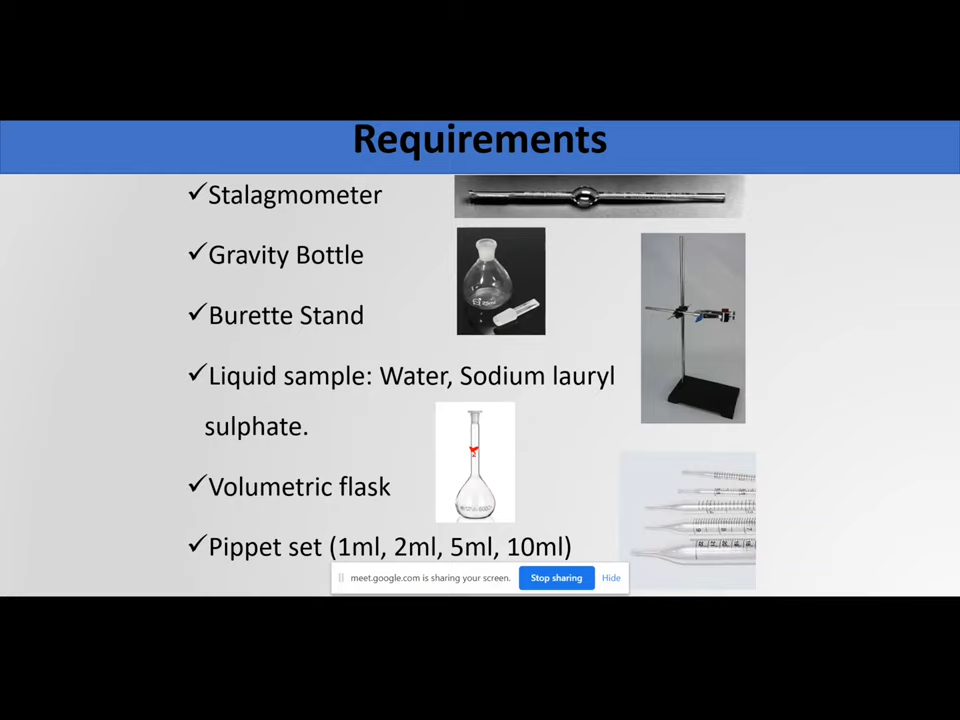 Requirements
✓Stalagmometer
✓Gravity Bottle
✓Burette Stand
✓Liquid sample: Water, Sodium lauryl
sulphate.
✓Volumetric flask
✓Pippet set (1ml, 2ml, 5ml, 10ml)
meet.google.com is sharing your screen. Stop sharing Hide